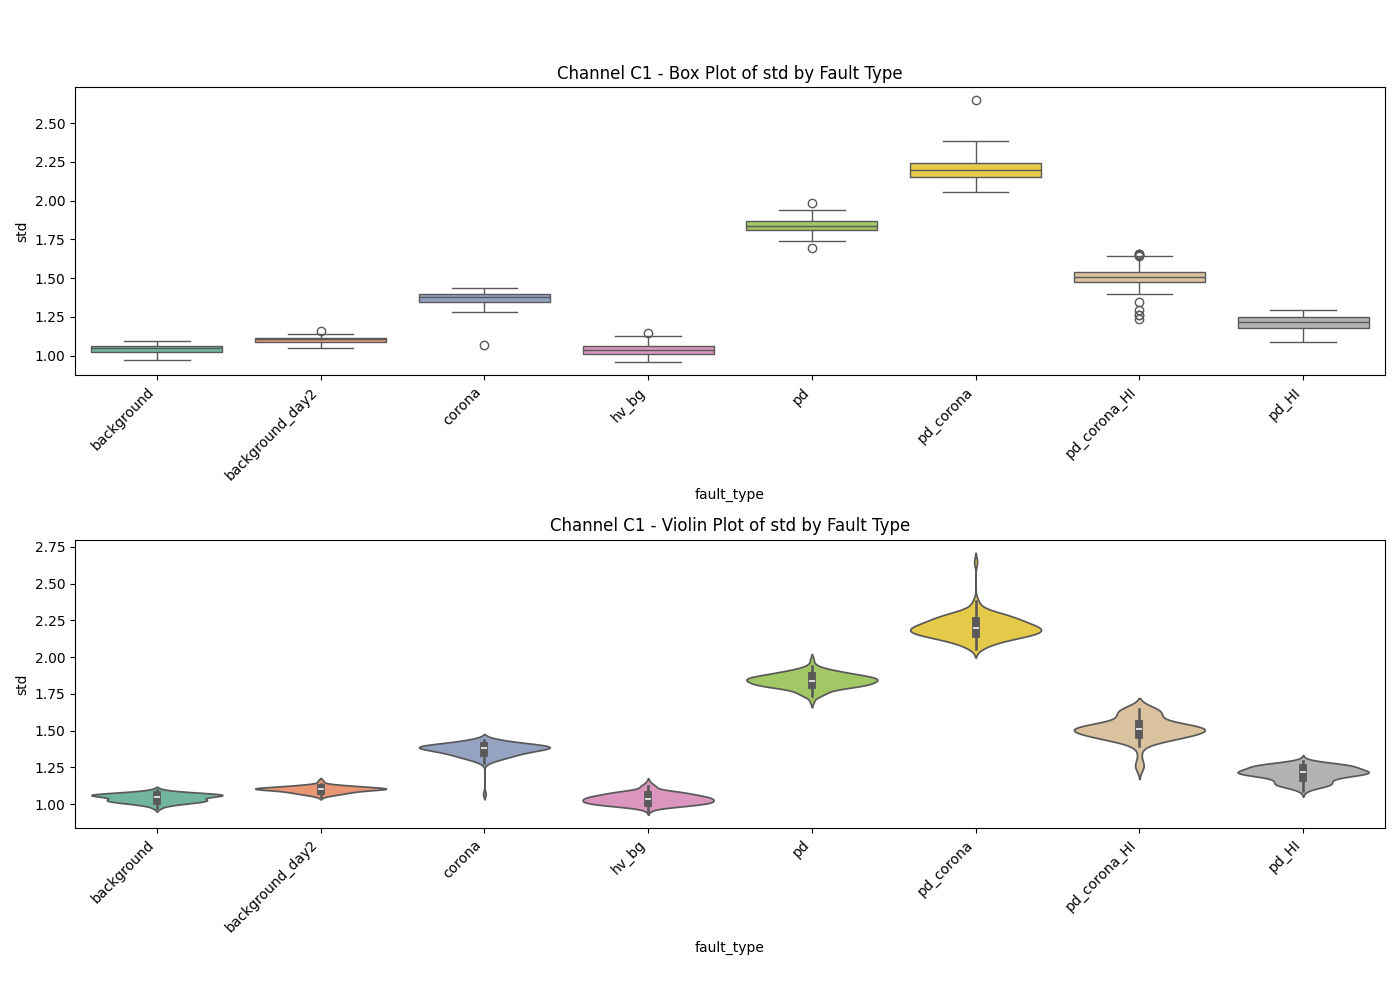 Channel C1 - Box Plot of std by Fault Type
2.50
2.25
2.00
1.75
1.50
1.25
1.00
std
background
background_day2
corona
hv_bg
pd
pd_corona
pd_corona_HI
pd_HI
fault_type
Channel C1 - Violin Plot of std by Fault Type
2.75
2.50
2.25
2.00
1.75
1.50
1.25
1.00
std
background
background_day2
corona
hv_bg
pd
pd_corona
pd_corona_HI
pd_HI
fault_type